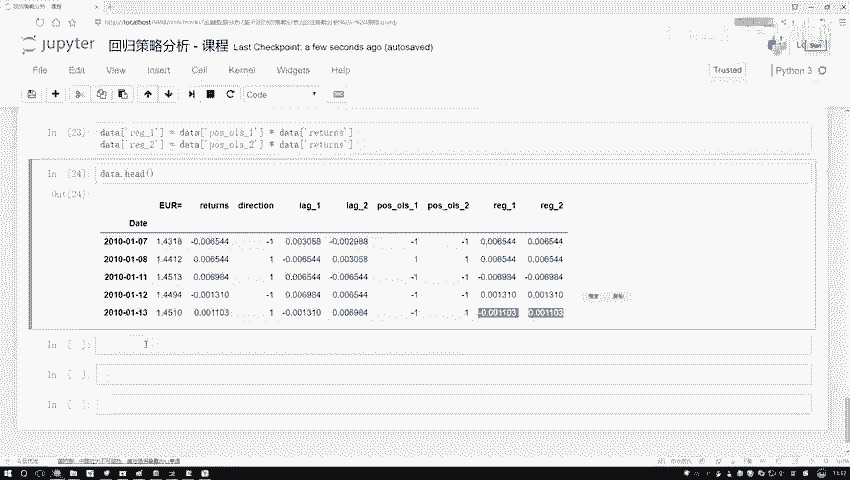 jupyter 回归策略分析 - 课程 Last Checkpoint: a few seconds ago (autosaved)
File Edit View Insert Cell Kernel Widgets Help
Trusted
Python 3
Code
In [23]: data['reg_1'] = data['pos_ols_1'] * data['returns']
data['reg_2'] = data['pos_ols_2'] * data['returns']
In [24]: data.head()
Out[24]:
EUR= returns direction lag_1 lag_2 pos_ols_1 pos_ols_2 reg_1 reg_2
Date
2010-01-07 1.4318 -0.006544 -1 0.003058 -0.002988 -1 -1 0.006544 0.006544
2010-01-08 1.4412 0.006544 1 -0.006544 0.003058 1 1 0.006544 0.006544
2010-01-11 1.4513 0.006984 1 0.006544 -0.006544 -1 -1 -0.006984 -0.006984
2010-01-12 1.4494 -0.001310 -1 0.006984 0.006544 -1 -1 0.001310 0.001310
2010-01-13 1.4510 0.001103 1 -0.001310 0.006984 -1 1 -0.001103 0.001103
In [ ]:
In [ ]:
In [ ]: